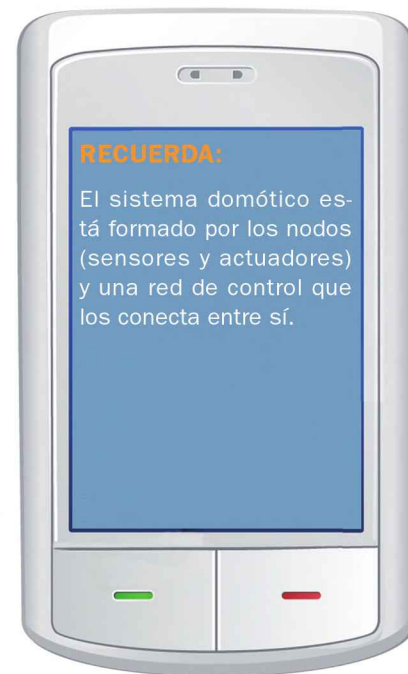 RECUERDA:
El sistema domótico es-
tá formado por los nodos
(sensores y actuadores)
y una red de control que
los conecta entre sí.